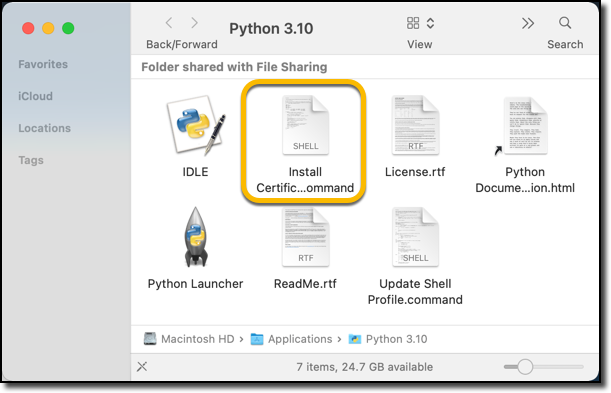 Python 3.10
Back/Forward
View
Search
Folder shared with File Sharing
Favorites
iCloud
Locations
Tags
IDLE
SHELL
Install
Certific...ommand
RTF
License.rtf
Python
Docume...ion.html
Python Launcher
RTF
ReadMe.rtf
SHELL
Update Shell
Profile.command
Macintosh HD > Applications > Python 3.10
7 items, 24.7 GB available